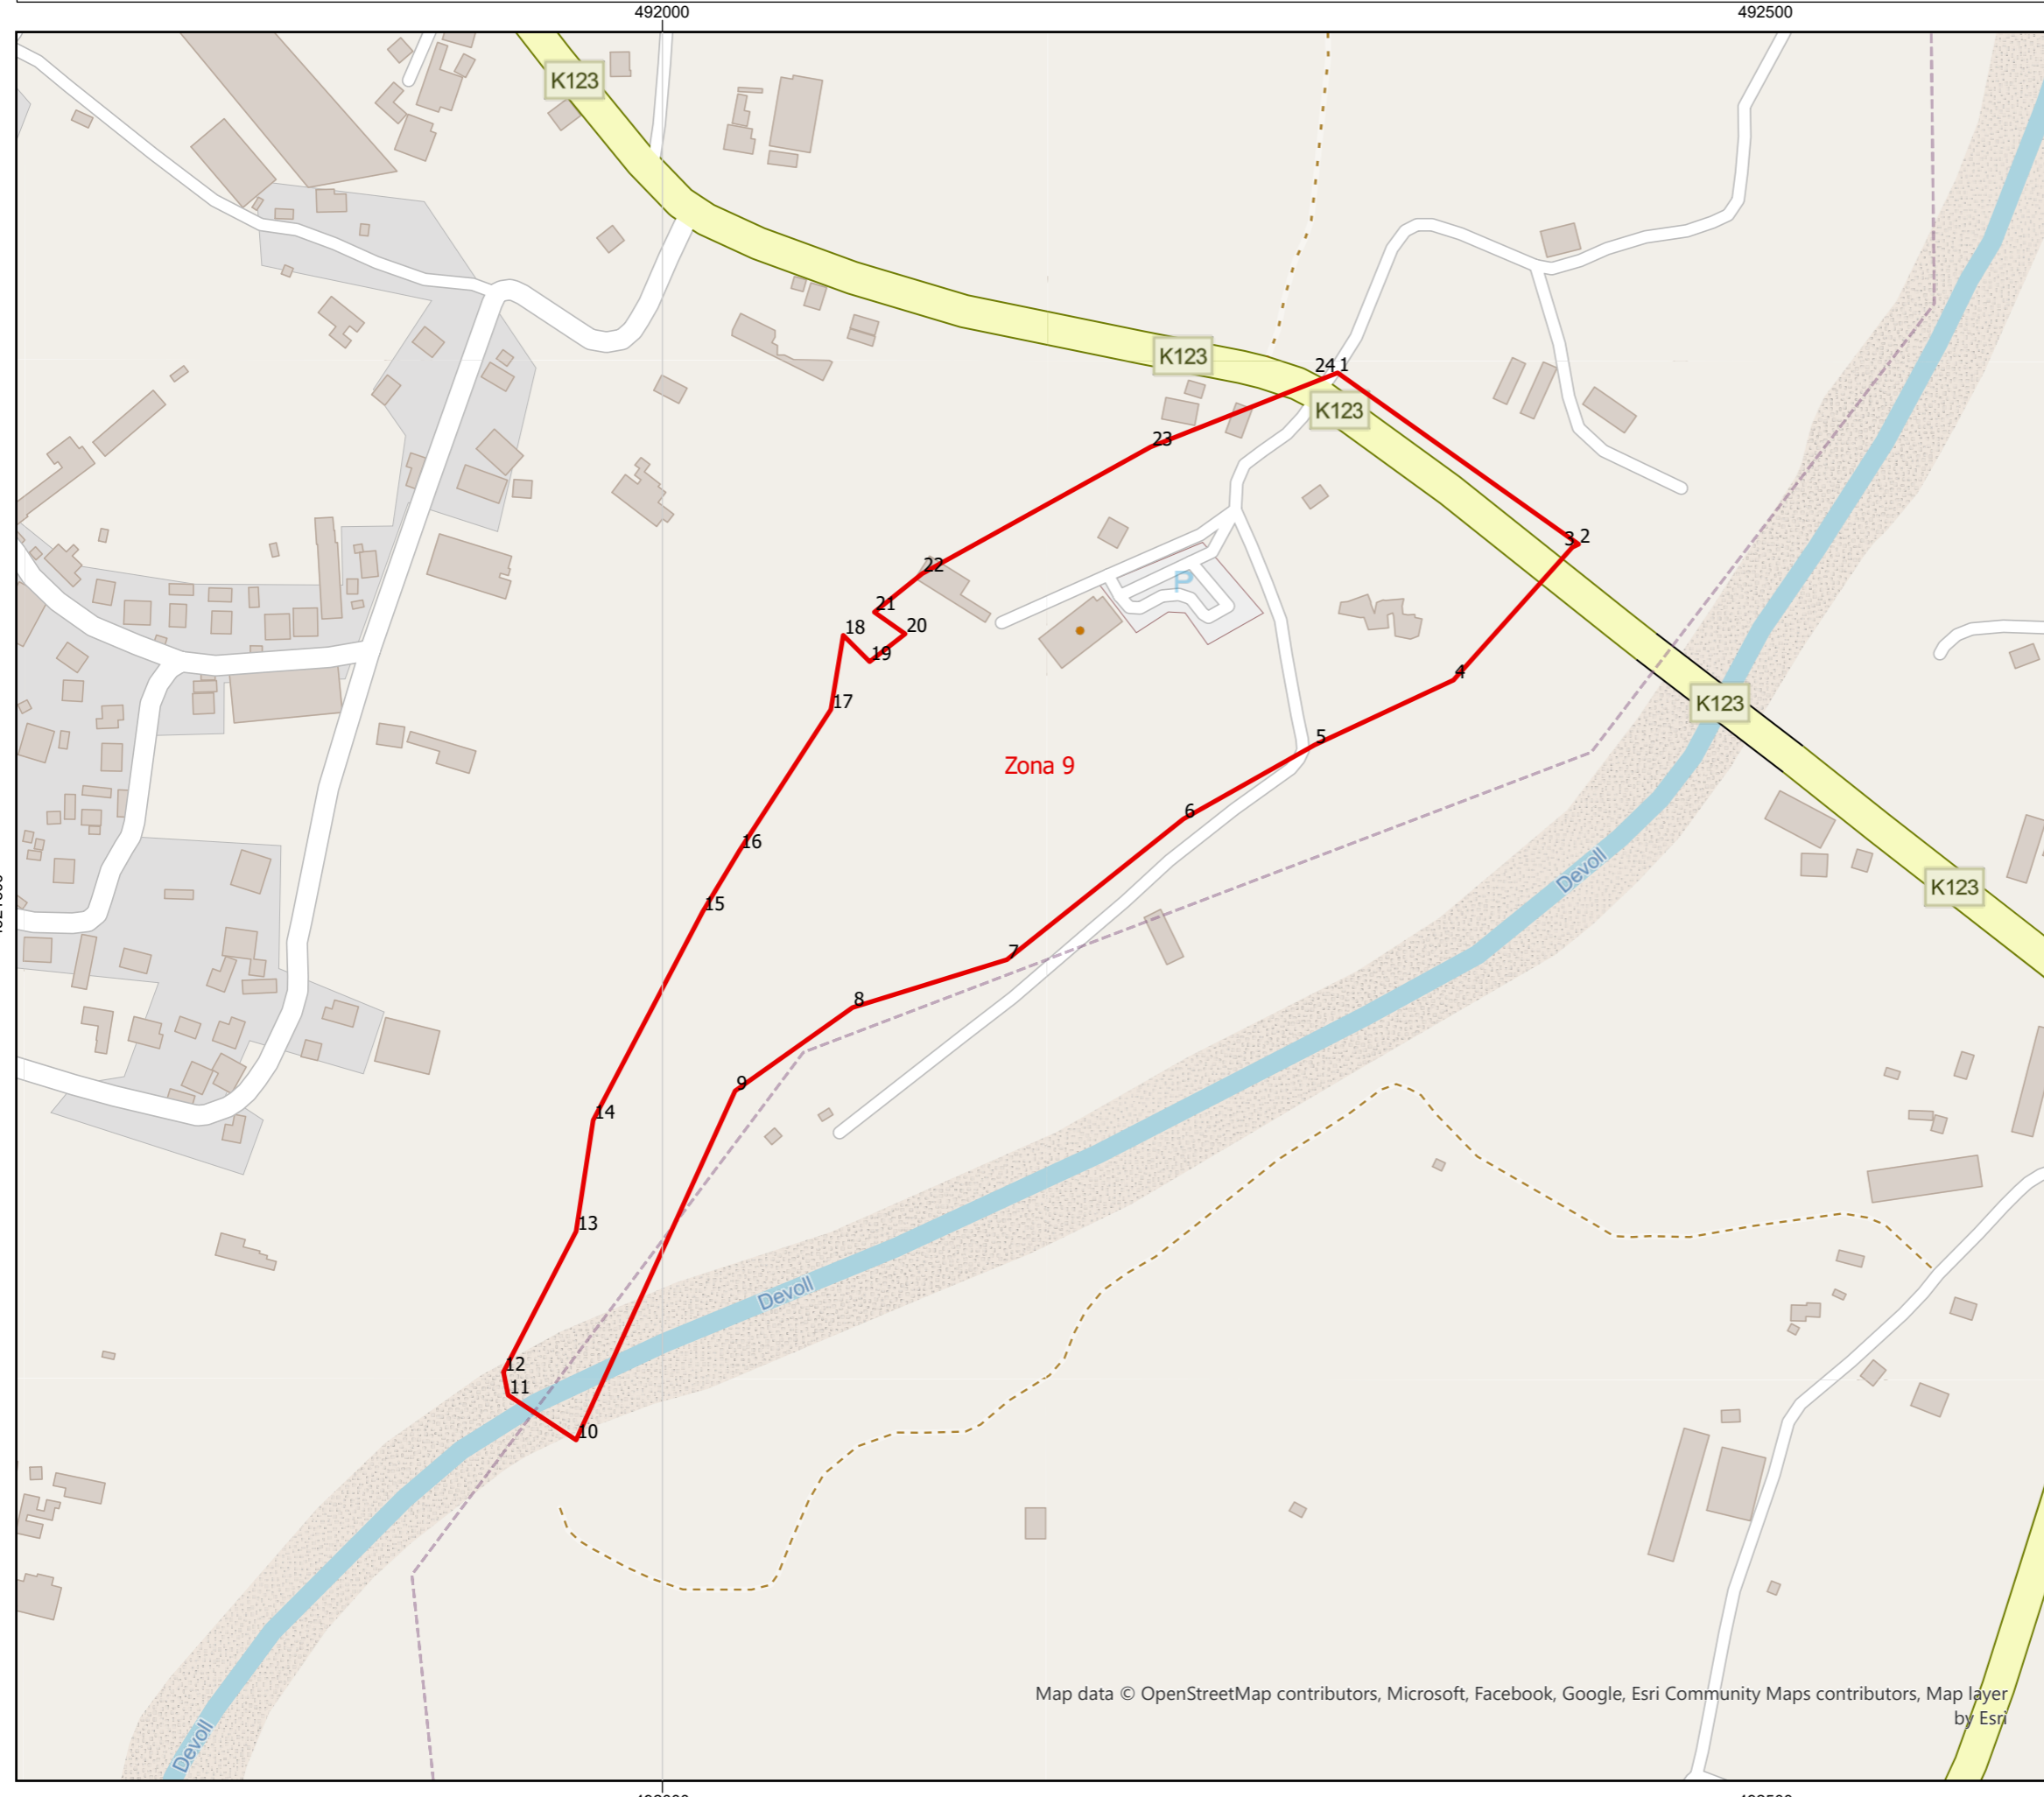 492000
492500
K123
K123
24
1
K123
23
3
2
22
P
21
20
18
19
4
17
K123
5
Zona 9
6
16
Devoll
K123
15
7
8
9
14
13
Devoll
12
11
10
Map data © OpenStreetMap contributors, Microsoft, Facebook, Google, Esri Community Maps contributors, Map layer
by Esri
Devoll